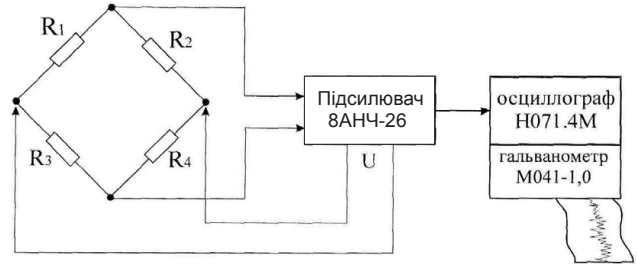 R1
R2
R3
R4
Підсилювач
8АНЧ-26
U
осциллограф
Н071.4М
гальванометр
М041-1,0